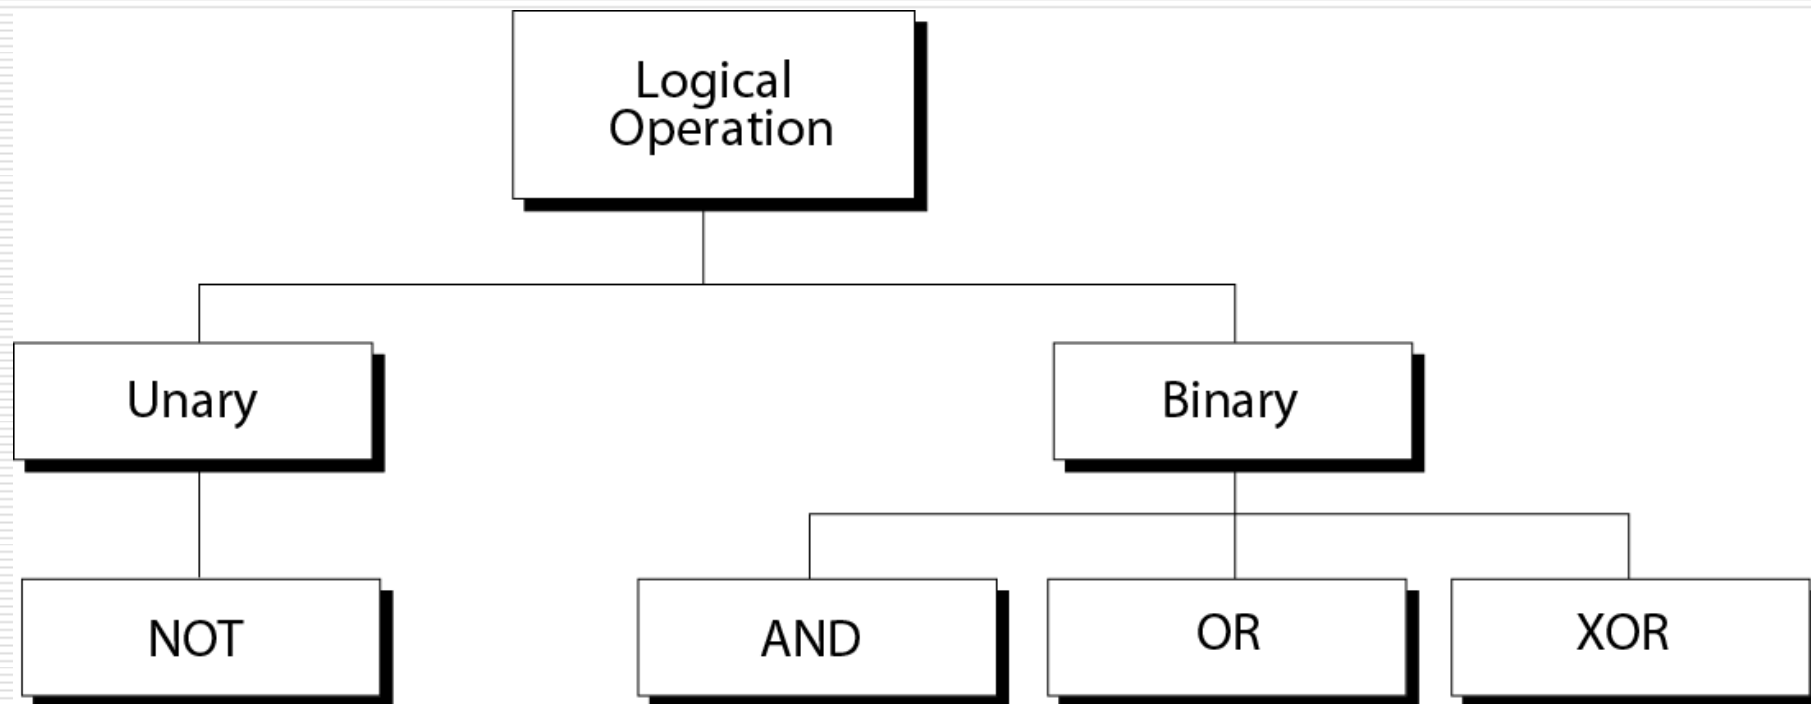 Logical
Operation
Unary
Binary
NOT
AND
OR
XOR